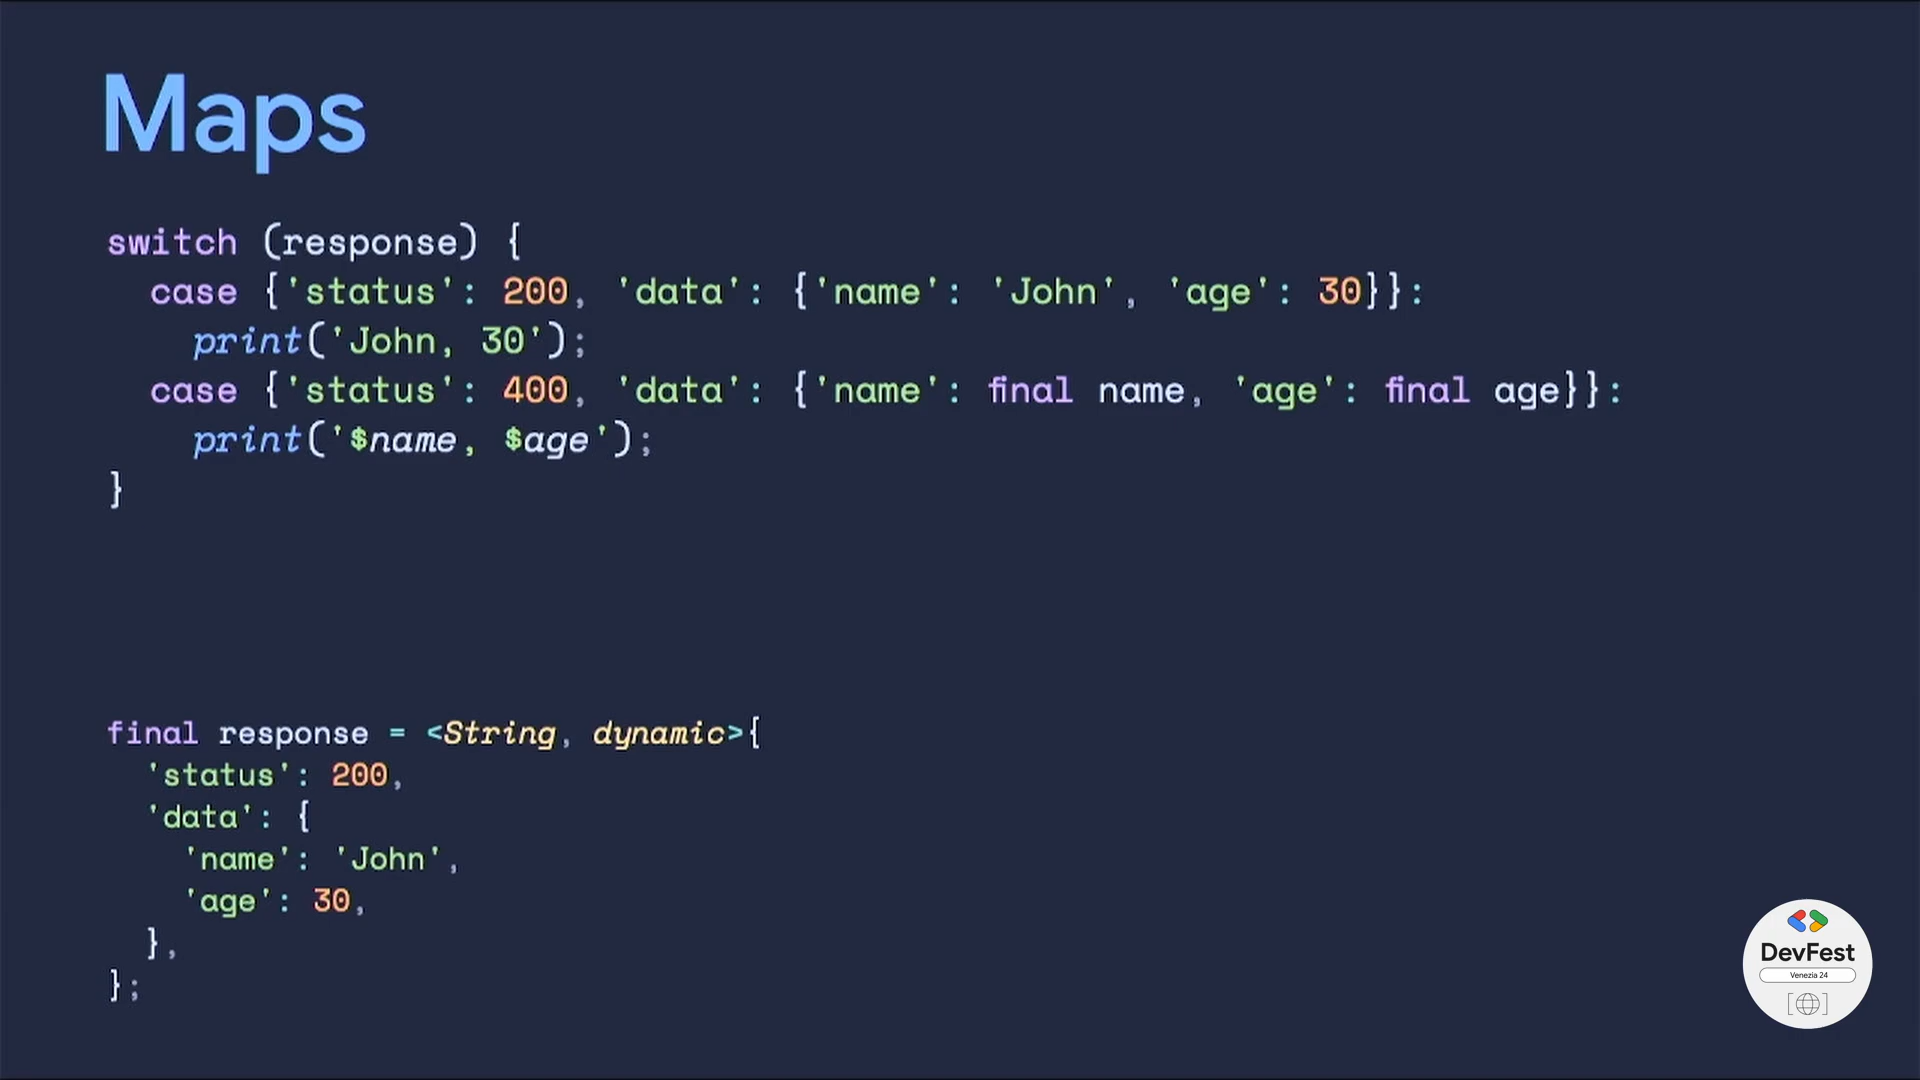 Maps
switch (response) {
  case {'status': 200, 'data': {'name': 'John', 'age': 30}}:
    print('John, 30');
  case {'status': 400, 'data': {'name': final name, 'age': final age}}:
    print('$name, $age');
}
final response = <String, dynamic>{
  'status': 200,
  'data': {
    'name': 'John',
    'age': 30,
  },
};
DevFest
Venezia 24